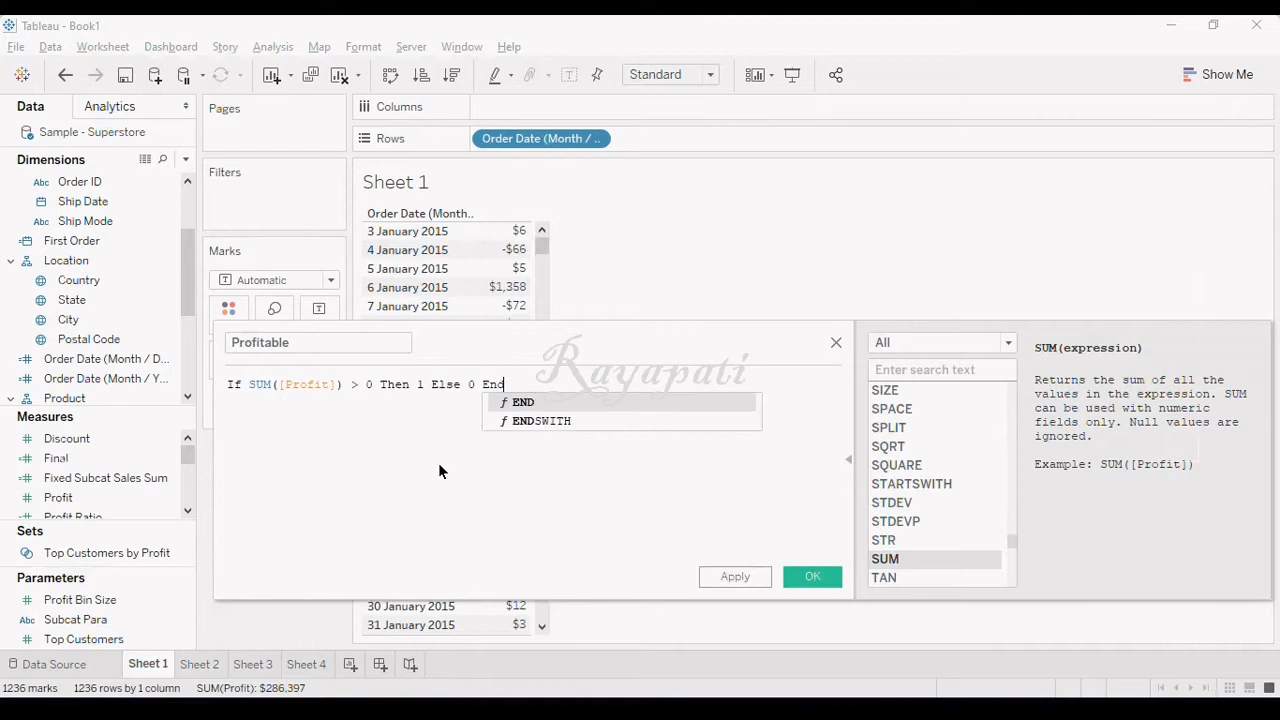 Tableau - Book1
File Data Worksheet Dashboard Story Analysis Map Format Server Window Help
Standard
Show Me
Data Analytics
Pages
Columns
Sample - Superstore
Rows
Order Date (Month / ..
Dimensions
Filters
Sheet 1
Abc Order ID
Ship Date
Abc Ship Mode
First Order
Location
Country
State
City
Postal Code
Order Date (Month / D...
Order Date (Month / Y...
Product
Marks
Automatic
Order Date (Month..
3 January 2015 $6
4 January 2015 -$66
5 January 2015 $5
6 January 2015 $1,358
7 January 2015 -$72
Profitable
If SUM([Profit]) > 0 Then 1 Else 0 End
f END
f ENDSWITH
Rayapati
All
Enter search text
SIZE
SPACE
SPLIT
SQRT
SQUARE
STARTSWITH
STDEV
STDEVP
STR
SUM
TAN
SUM(expression)
Returns the sum of all the
values in the expression. SUM
can be used with numeric
fields only. Null values are
ignored.
Example: SUM([Profit])
Apply OK
Measures
Discount
Final
Fixed Subcat Sales Sum
Profit
Profit Ratio
Sets
Top Customers by Profit
Parameters
Profit Bin Size
Abc Subcat Para
Top Customers
30 January 2015 $12
31 January 2015 $3
Data Source Sheet 1 Sheet 2 Sheet 3 Sheet 4
1236 marks 1236 rows by 1 column SUM(Profit): $286.397